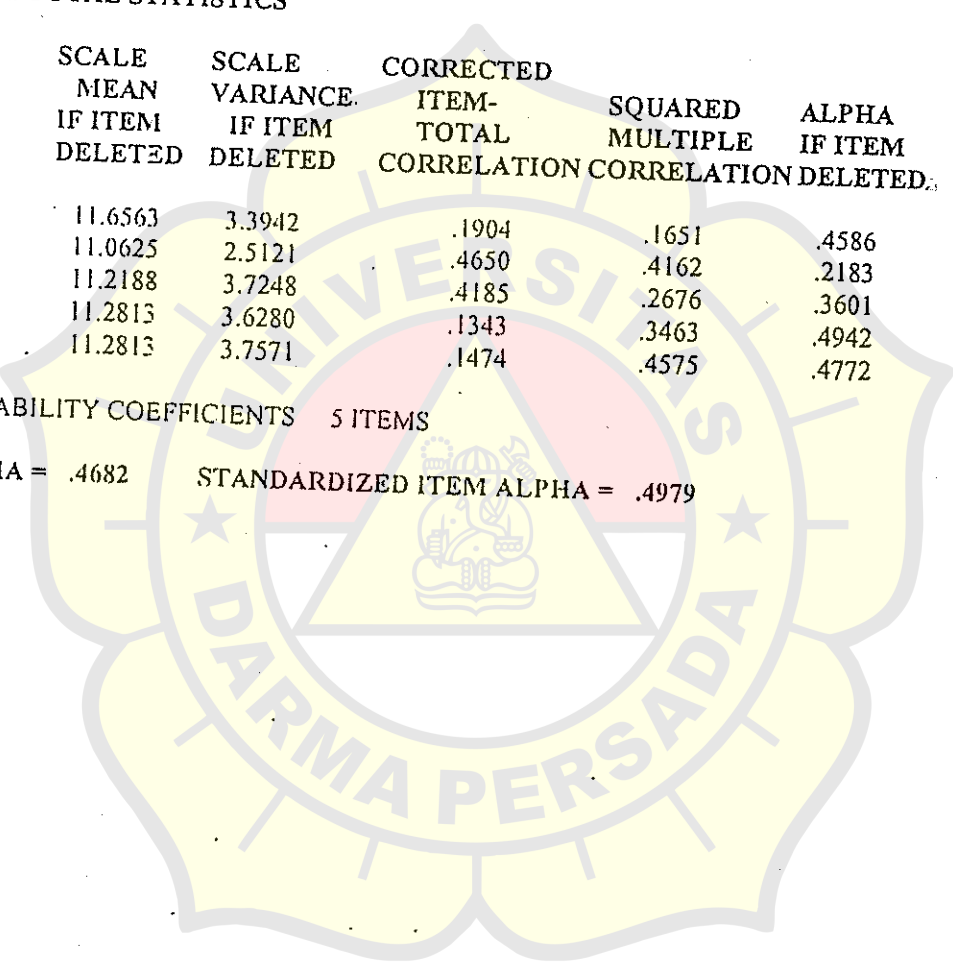 STATISTICS
SCALE SCALE CORRECTED
MEAN VARIANCE. ITEM- SQUARED ALPHA
IF ITEM IF ITEM TOTAL MULTIPLE IF ITEM
DELETED DELETED CORRELATION CORRELATION DELETED.
11.6563 3.3942 .1904 .1651 .4586
11.0625 2.5121 .4650 .4162 .2183
11.2188 3.7248 .4185 .2676 .3601
11.2813 3.6280 .1343 .3463 .4942
11.2813 3.7571 .1474 .4575 .4772
ABILITY COEFFICIENTS 5 ITEMS
HA = .4682 STANDARDIZED ITEM ALPHA = .4979
UNIVERSITAS
DARMA PERSADA